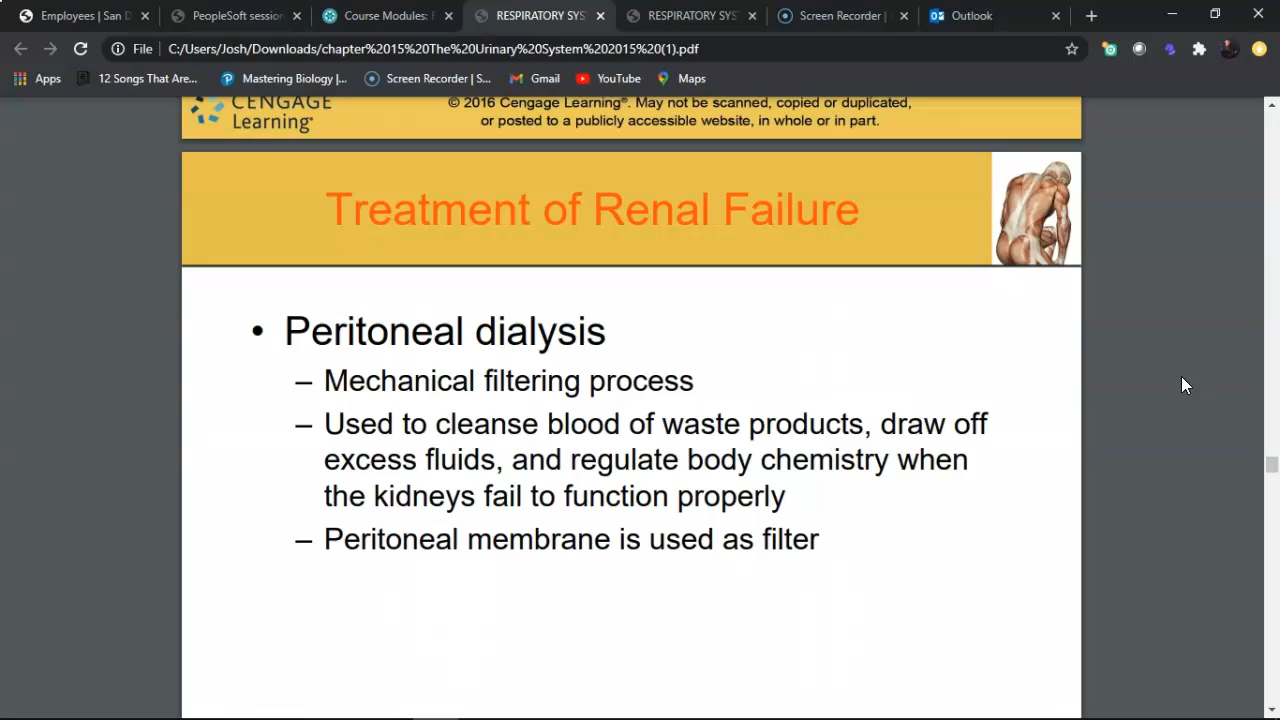 Employees | San D
PeopleSoft session
Course Modules: F
RESPIRATORY SYS
RESPIRATORY SYS
Screen Recorder |
Outlook
File
C:/Users/Josh/Downloads/chapter%2015%20The%20Urinary%20System%202015%20(1).pdf
Apps
12 Songs That Are...
Mastering Biology |...
Screen Recorder | S...
Gmail
YouTube
Maps
CENGAGE
Learning®
© 2016 Cengage Learning®. May not be scanned, copied or duplicated,
or posted to a publicly accessible website, in whole or in part.
Treatment of Renal Failure
• Peritoneal dialysis
– Mechanical filtering process
– Used to cleanse blood of waste products, draw off
excess fluids, and regulate body chemistry when
the kidneys fail to function properly
– Peritoneal membrane is used as filter